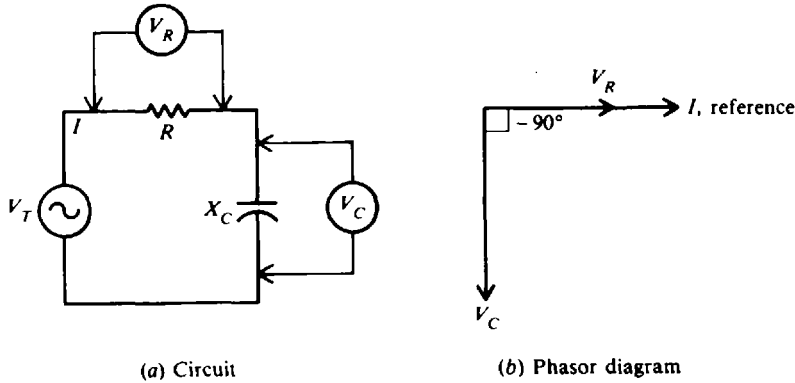 V_R
I
R
V_T
X_C
V_C
(a) Circuit
V_R
I, reference
– 90°
V_C
(b) Phasor diagram